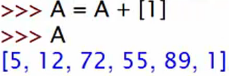 >>> A = A + [1]
>>> A
[5, 12, 72, 55, 89, 1]